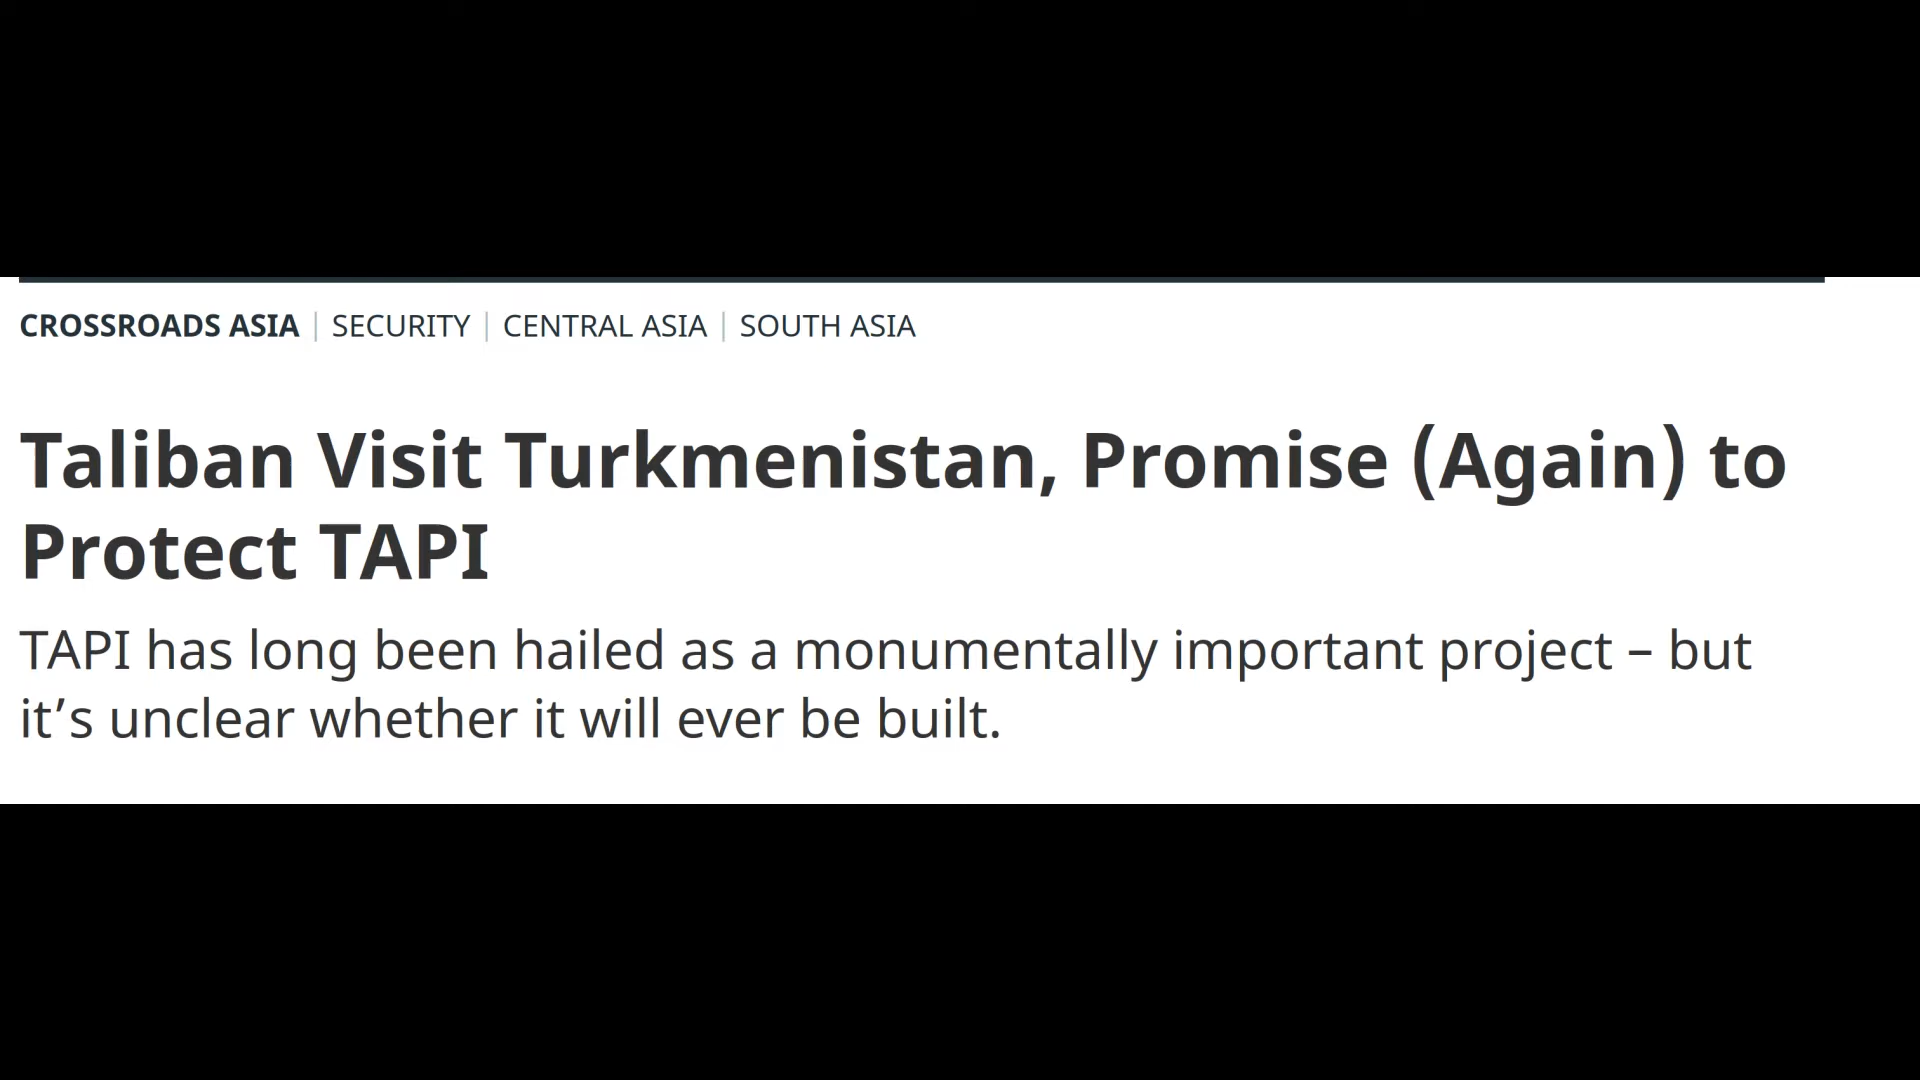 CROSSROADS ASIA | SECURITY | CENTRAL ASIA | SOUTH ASIA
Taliban Visit Turkmenistan, Promise (Again) to
Protect TAPI
TAPI has long been hailed as a monumentally important project – but
it’s unclear whether it will ever be built.